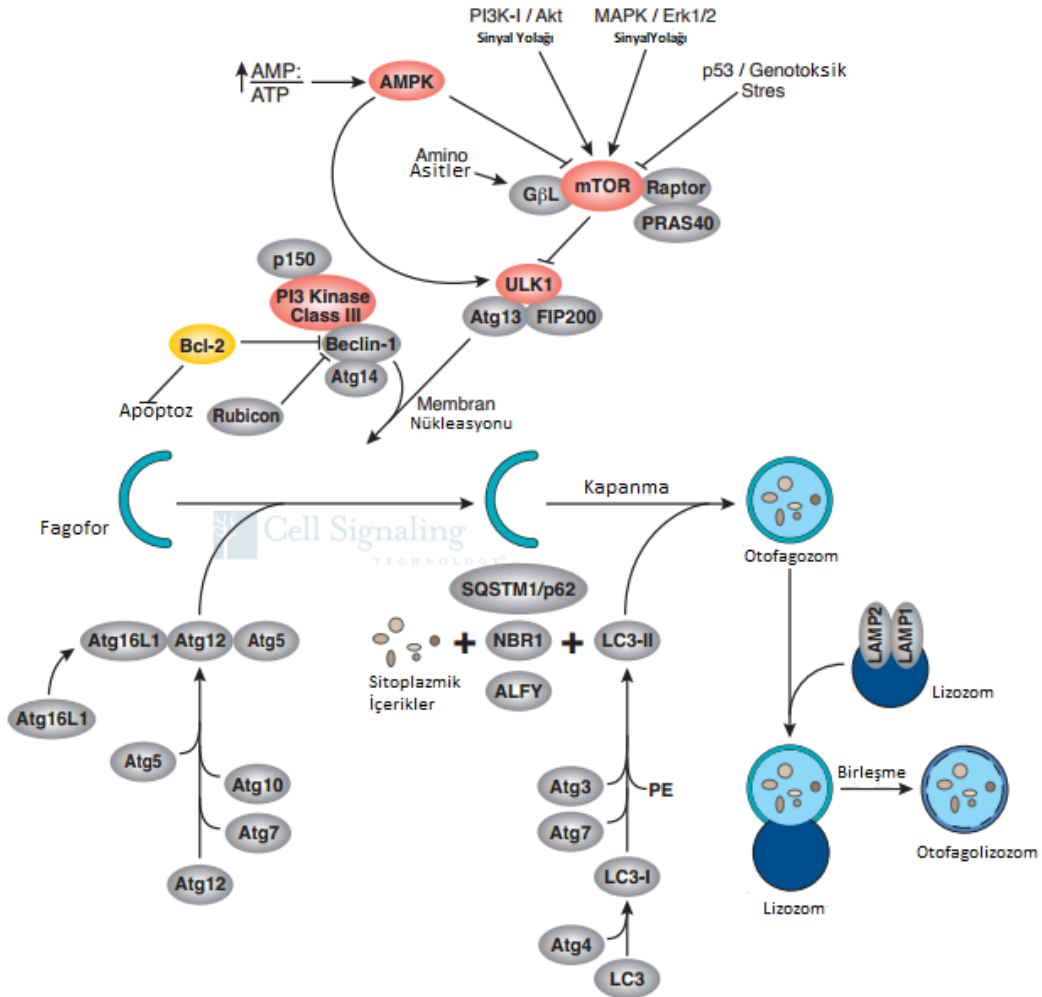 PI3K-I / Akt
Sinyal Yolağı
MAPK / Erk1/2
SinyalYolağı
AMP:
ATP
AMPK
p53 / Genotoksik
Stres
Amino
Asitler
GβL
mTOR
Raptor
PRAS40
p150
PI3 Kinase
Class III
ULK1
Atg13
FIP200
Bcl-2
Beclin-1
Atg14
Apoptoz
Rubicon
Membran
Nükleasyonu
Fagofor
Kapanma
Otofagozom
Cell Signaling
TECHNOLOGY®
SQSTM1/p62
Atg16L1
Atg12
Atg5
+
NBR1
+
LC3-II
LAMP2
LAMP1
Sitoplazmik
İçerikler
ALFY
Lizozom
Atg16L1
Atg5
Atg10
Atg3
PE
Birleşme
Atg7
Atg7
Otofagolizozom
Atg12
LC3-I
Lizozom
Atg4
LC3